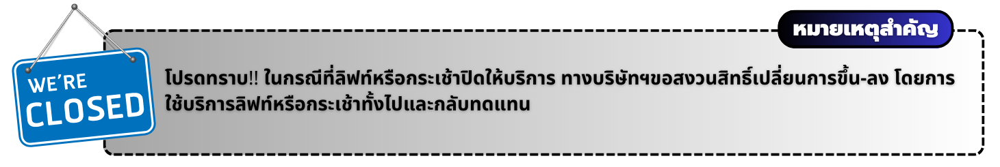 หมายเหตุสำคัญ
WE'RE
CLOSED
โปรดทราบ!! ในกรณีที่ลิฟท์หรือกระเช้าปิดให้บริการ ทางบริษัทฯขอสงวนสิทธิ์เปลี่ยนการขึ้น-ลง โดยการ
ใช้บริการลิฟท์หรือกระเช้าทั้งไปและกลับทดแทน